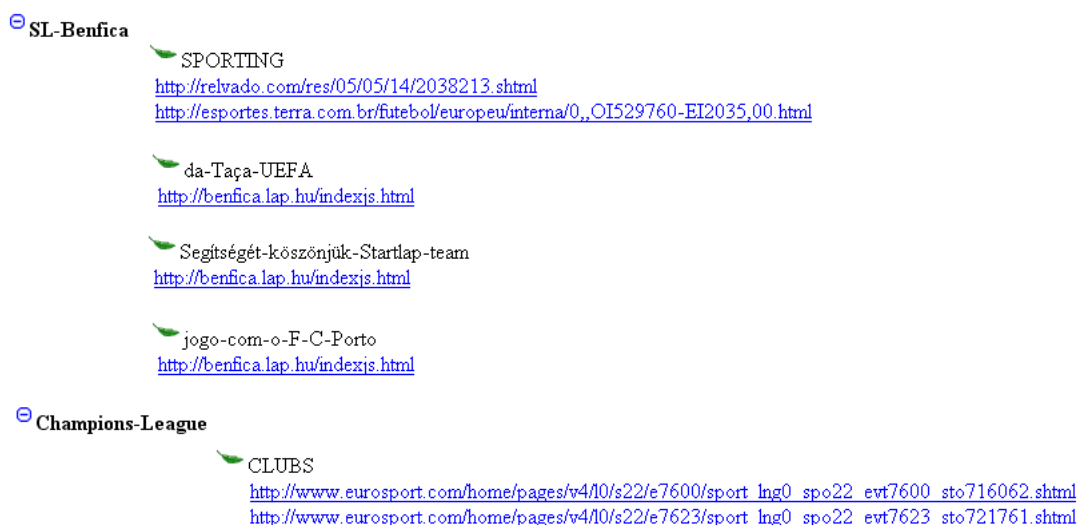 SL-Benfica
SPORTING
http://relvado.com/res/05/05/14/2038213.shtml
http://esportes.terra.com.br/futebol/europeu/interna/0,,OI529760-EI2035,00.html
da-Taça-UEFA
http://benfica.lap.hu/indexjs.html
Segítségét-köszönjük-Startlap-team
http://benfica.lap.hu/indexjs.html
jogo-com-o-F-C-Porto
http://benfica.lap.hu/indexjs.html
Champions-League
CLUBS
http://www.eurosport.com/home/pages/v4/l0/s22/e7600/sport_lng0_spo22_evt7600_sto716062.shtml
http://www.eurosport.com/home/pages/v4/l0/s22/e7623/sport_lng0_spo22_evt7623_sto721761.shtml